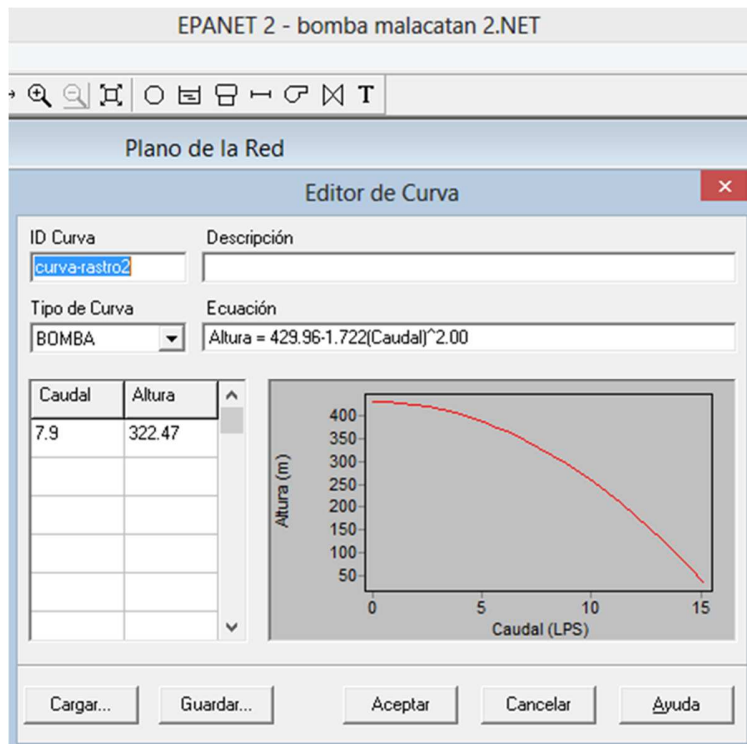 EPANET 2 - bomba malacatan 2.NET
T
Plano de la Red
Editor de Curva
ID Curva
Descripción
curva-rastro2
Tipo de Curva
Ecuación
BOMBA
Altura = 429.96-1.722(Caudal)^2.00
Caudal Altura
7.9 322.47
Altura (m)
400
350
300
250
200
150
100
50
0 5 10 15
Caudal (LPS)
Cargar... Guardar... Aceptar Cancelar Ayuda